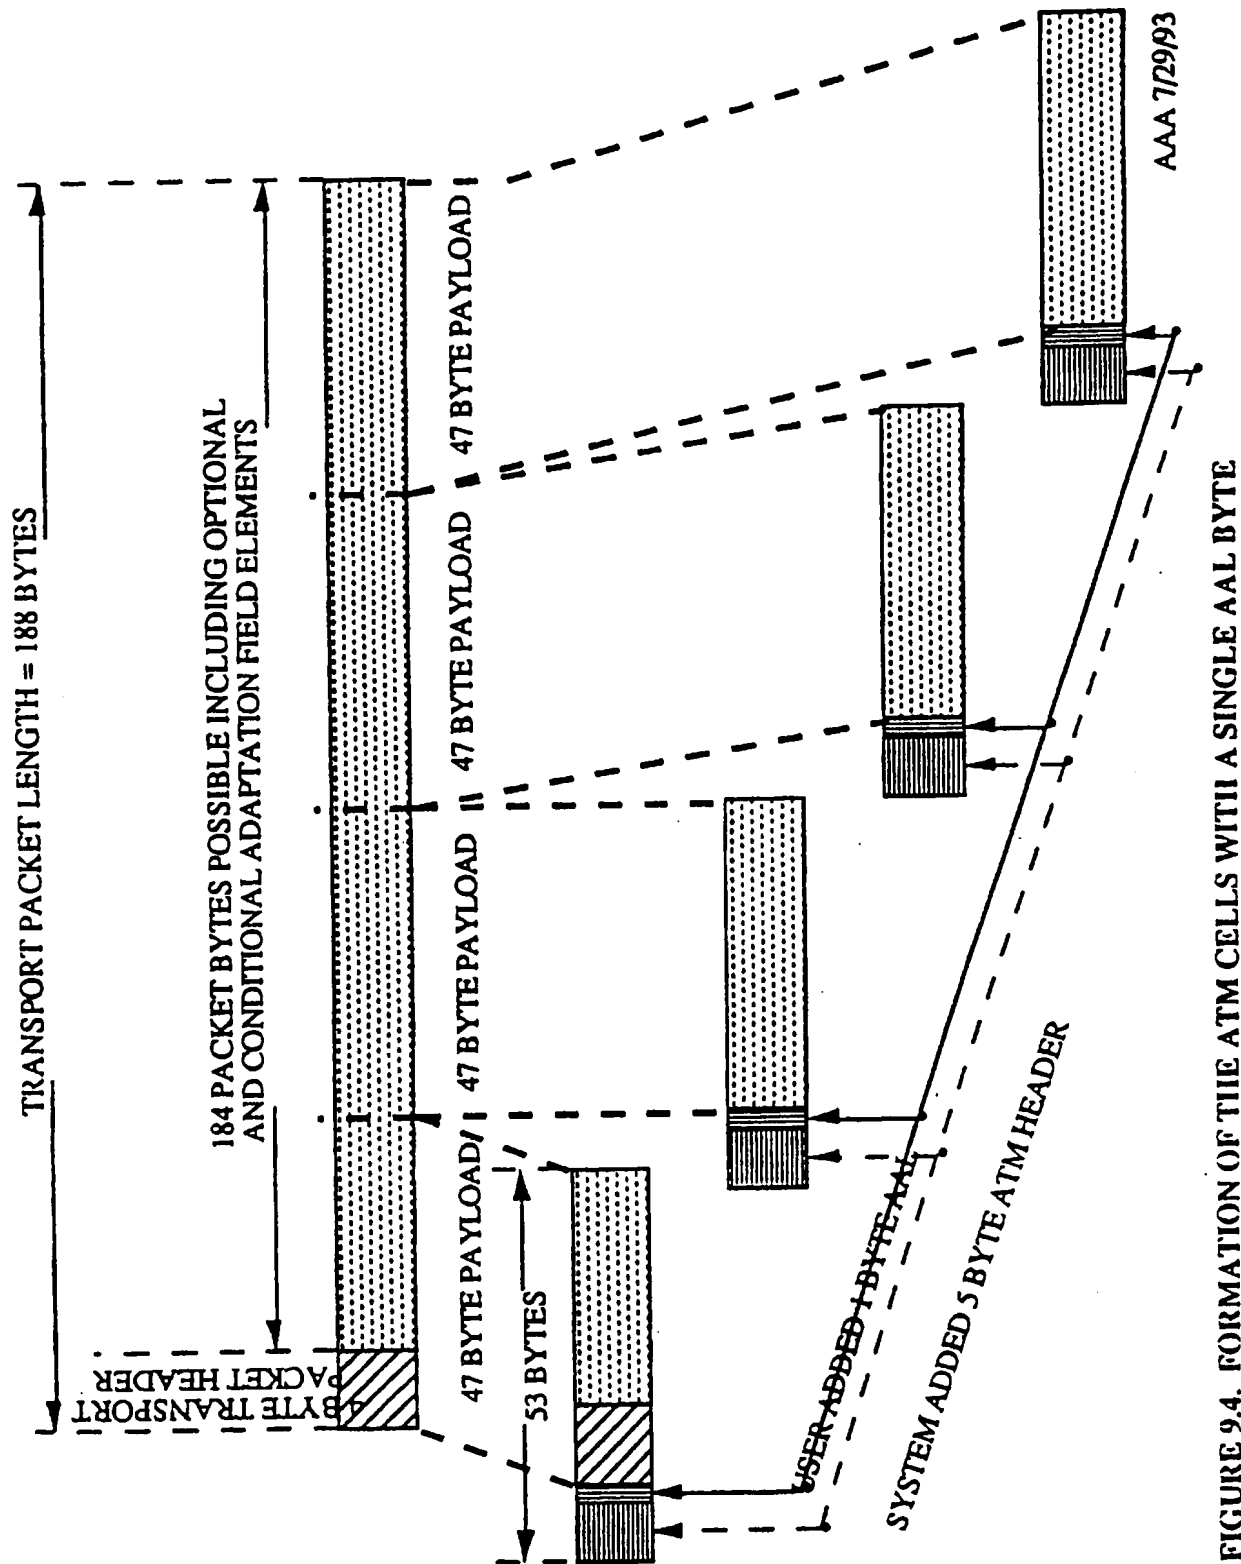 TRANSPORT PACKET LENGTH = 188 BYTES
184 PACKET BYTES POSSIBLE INCLUDING OPTIONAL
AND CONDITIONAL ADAPTATION FIELD ELEMENTS
4 BYTE TRANSPORT
PACKET HEADER
47 BYTE PAYLOAD
47 BYTE PAYLOAD
47 BYTE PAYLOAD
47 BYTE PAYLOAD
53 BYTES
USER ADDED 1 BYTE AAL
SYSTEM ADDED 5 BYTE ATM HEADER
AAA 7/29/93
FIGURE 9.4. FORMATION OF THE ATM CELLS WITH A SINGLE AAL BYTE